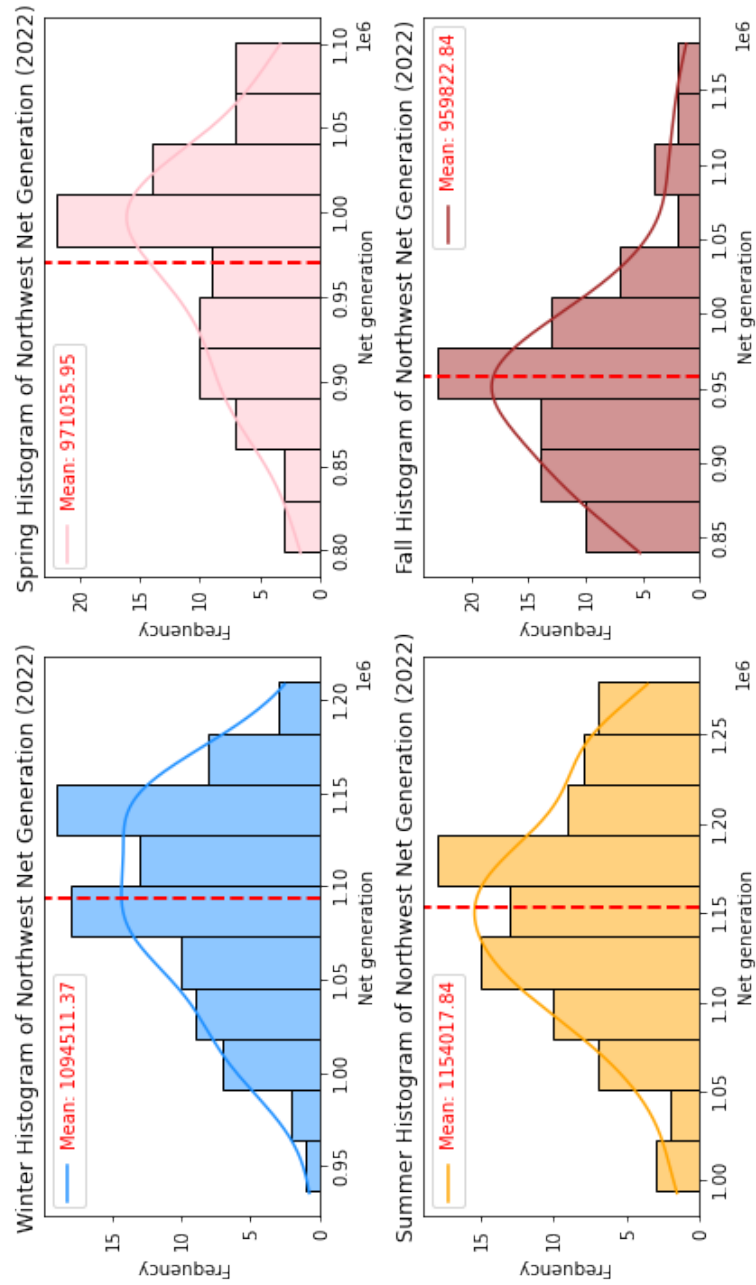 Winter Histogram of Northwest Net Generation (2022)
Mean: 1094511.37
Frequency
15
10
5
0
0.95
1.00
1.05
1.10
1.15
1.20
1e6
Net generation
Spring Histogram of Northwest Net Generation (2022)
Mean: 971035.95
Frequency
20
15
10
5
0
0.80
0.85
0.90
0.95
1.00
1.05
1.10
1e6
Net generation
Summer Histogram of Northwest Net Generation (2022)
Mean: 1154017.84
Frequency
15
10
5
0
1.00
1.05
1.10
1.15
1.20
1.25
1e6
Net generation
Fall Histogram of Northwest Net Generation (2022)
Mean: 959822.84
Frequency
20
15
10
5
0
0.85
0.90
0.95
1.00
1.05
1.10
1.15
1e6
Net generation